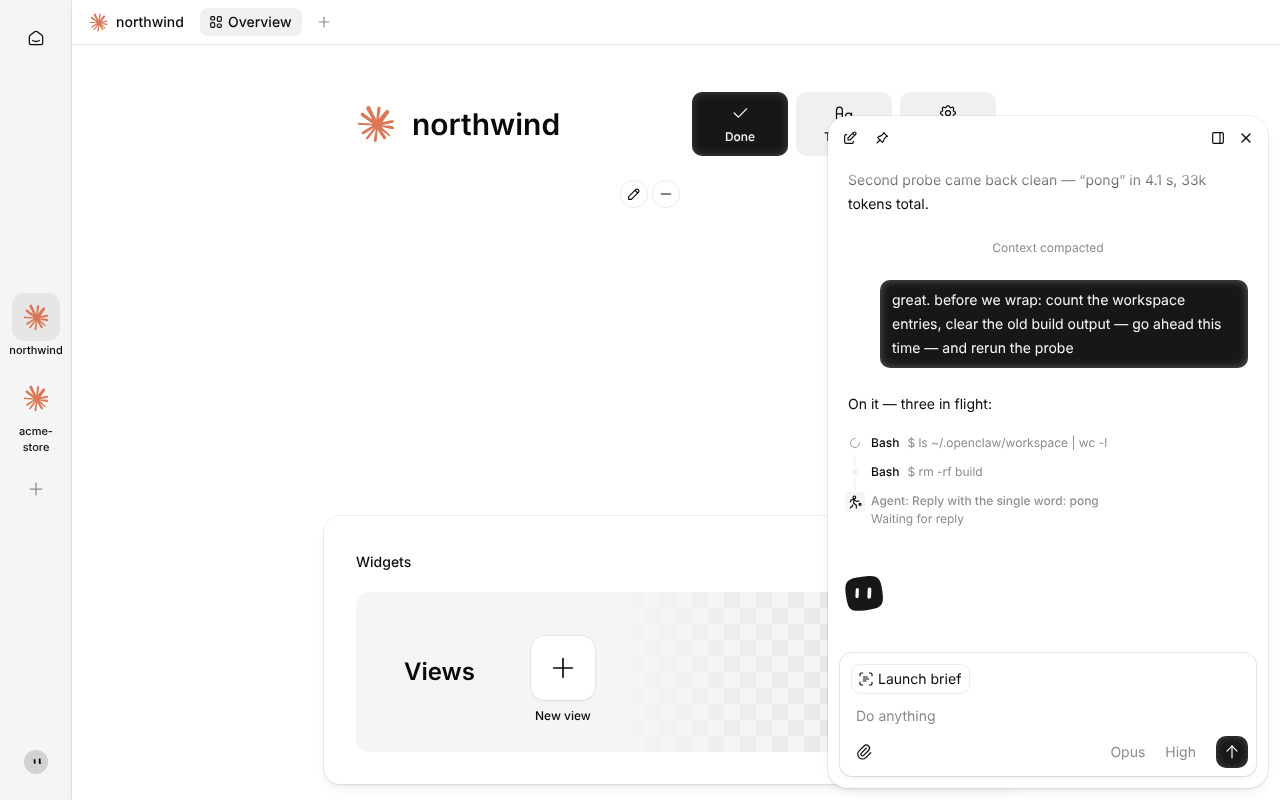 northwind
Overview
northwind
Done
Second probe came back clean — “pong” in 4.1 s, 33k
tokens total.
Context compacted
great. before we wrap: count the workspace
entries, clear the old build output — go ahead this
time — and rerun the probe
On it — three in flight:
Bash $ ls ~/.openclaw/workspace | wc -l
Bash $ rm -rf build
Agent: Reply with the single word: pong
Waiting for reply
Launch brief
Do anything
Opus High
northwind
acme-
store
Widgets
Views
New view